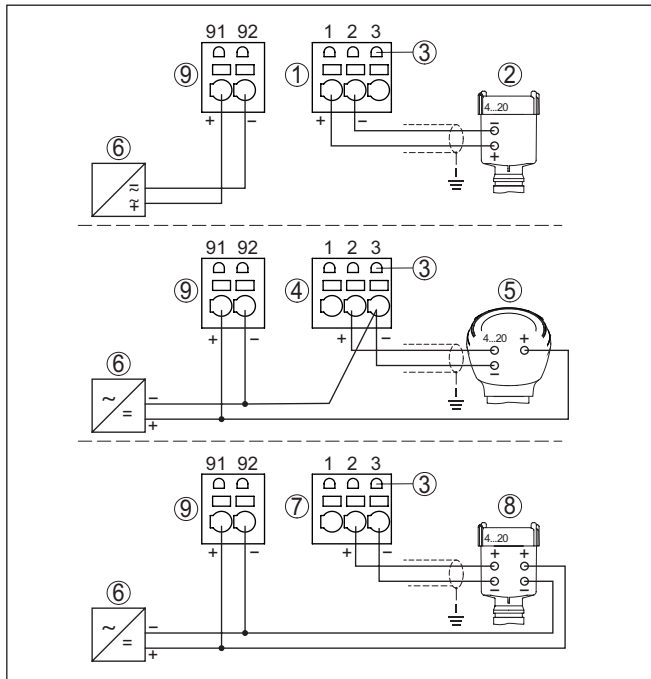 91 92 1 2 3
⑨ ① ③ ②
4...20
+ − + −
− +
⑥
91 92 1 2 3
⑨ ④ ③ ⑤
4...20 +
+ − + −
−
⑥
~ = − +
91 92 1 2 3
⑨ ⑦ ③ ⑧
4...20
+ − + −
+ +
− −
⑥
~ = − +